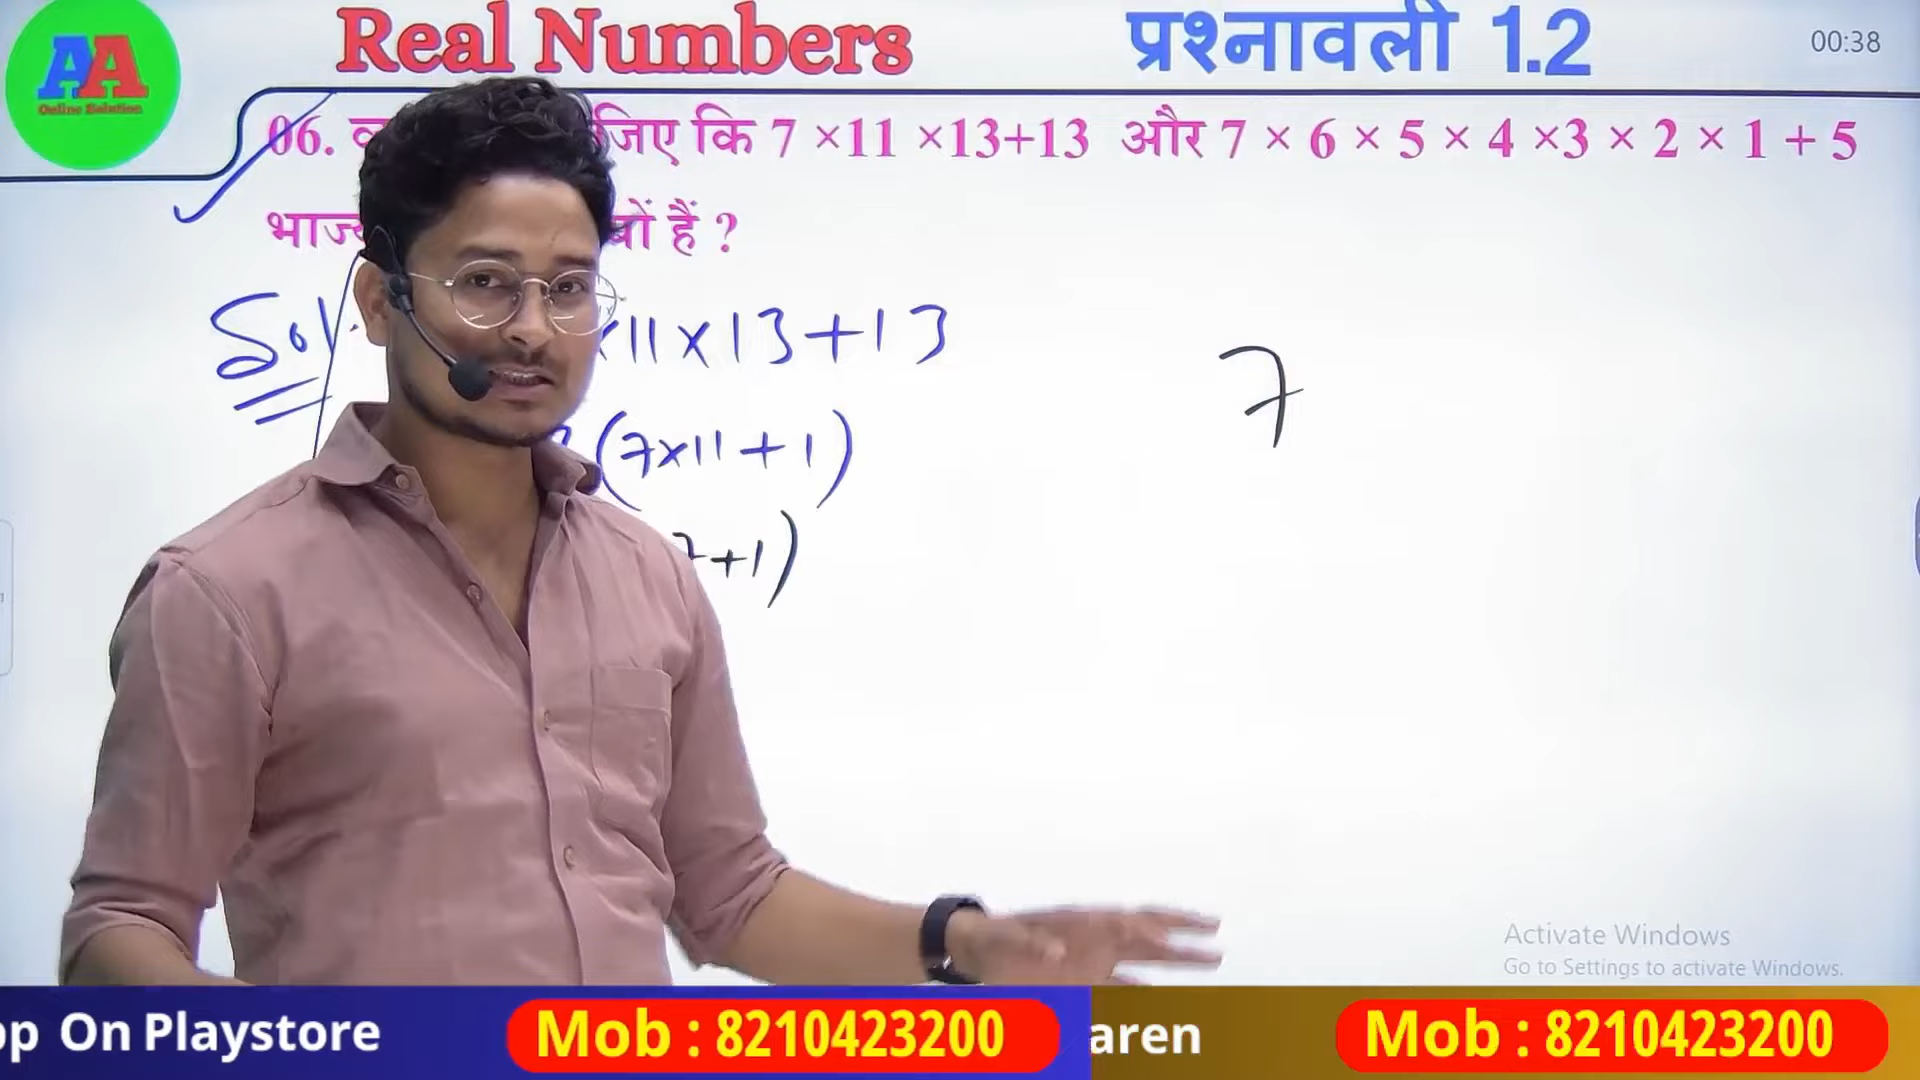 AA
Online Solution
Real Numbers
प्रश्नावली 1.2
00:38
06. जिए कि 7 ×11 ×13+13 और 7 × 6 × 5 × 4 ×3 × 2 × 1 + 5
हैं ?
Sol.
×11×13+13
(7×11+1)
+1)
7
Activate Windows
Go to Settings to activate Windows.
On Playstore
Mob : 8210423200
aren
Mob : 8210423200